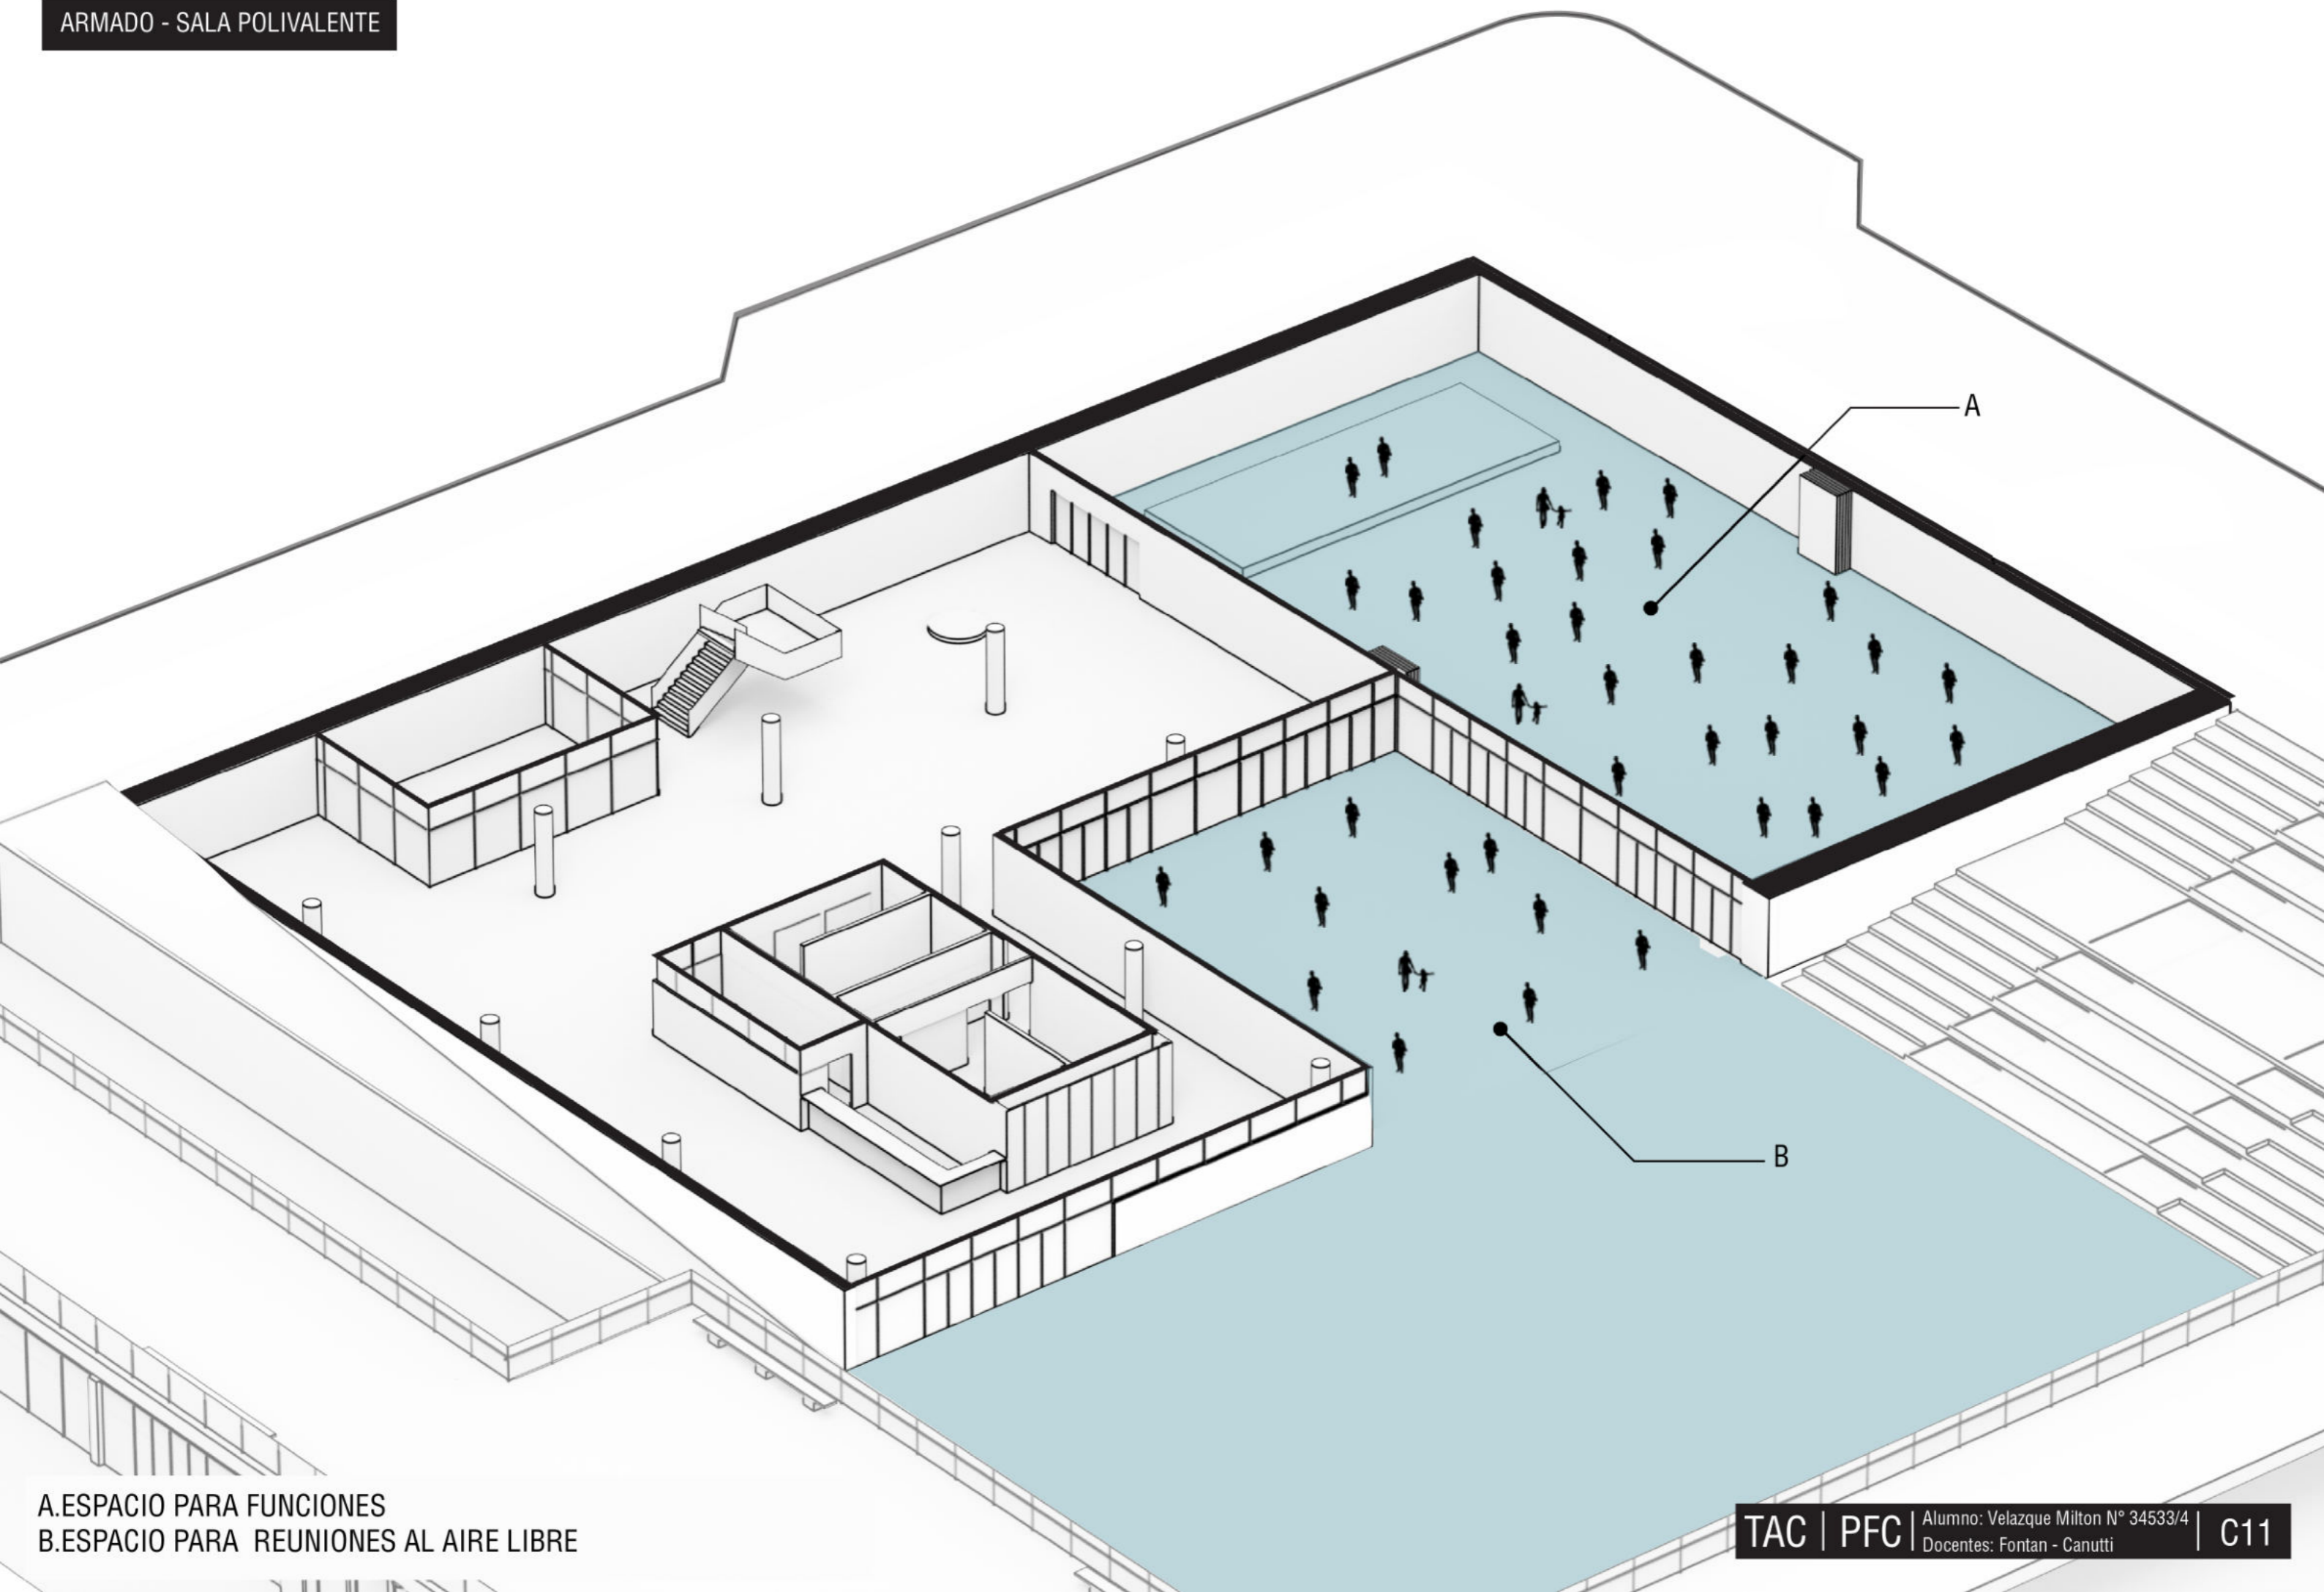 ARMADO - SALA POLIVALENTE
A
B
A.ESPACIO PARA FUNCIONES
B.ESPACIO PARA  REUNIONES AL AIRE LIBRE
TAC | PFC | Alumno: Velazque Milton N° 34533/4 | C11
Docentes: Fontan - Canutti